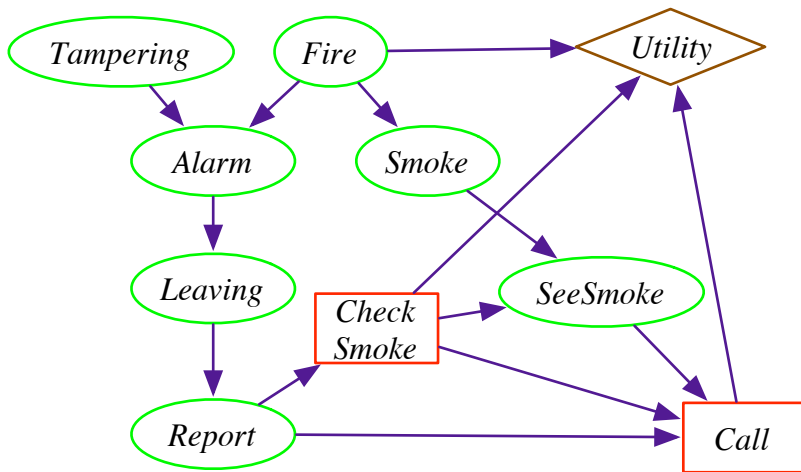 Tampering
Fire
Utility
Alarm
Smoke
Leaving
Check
Smoke
SeeSmoke
Report
Call